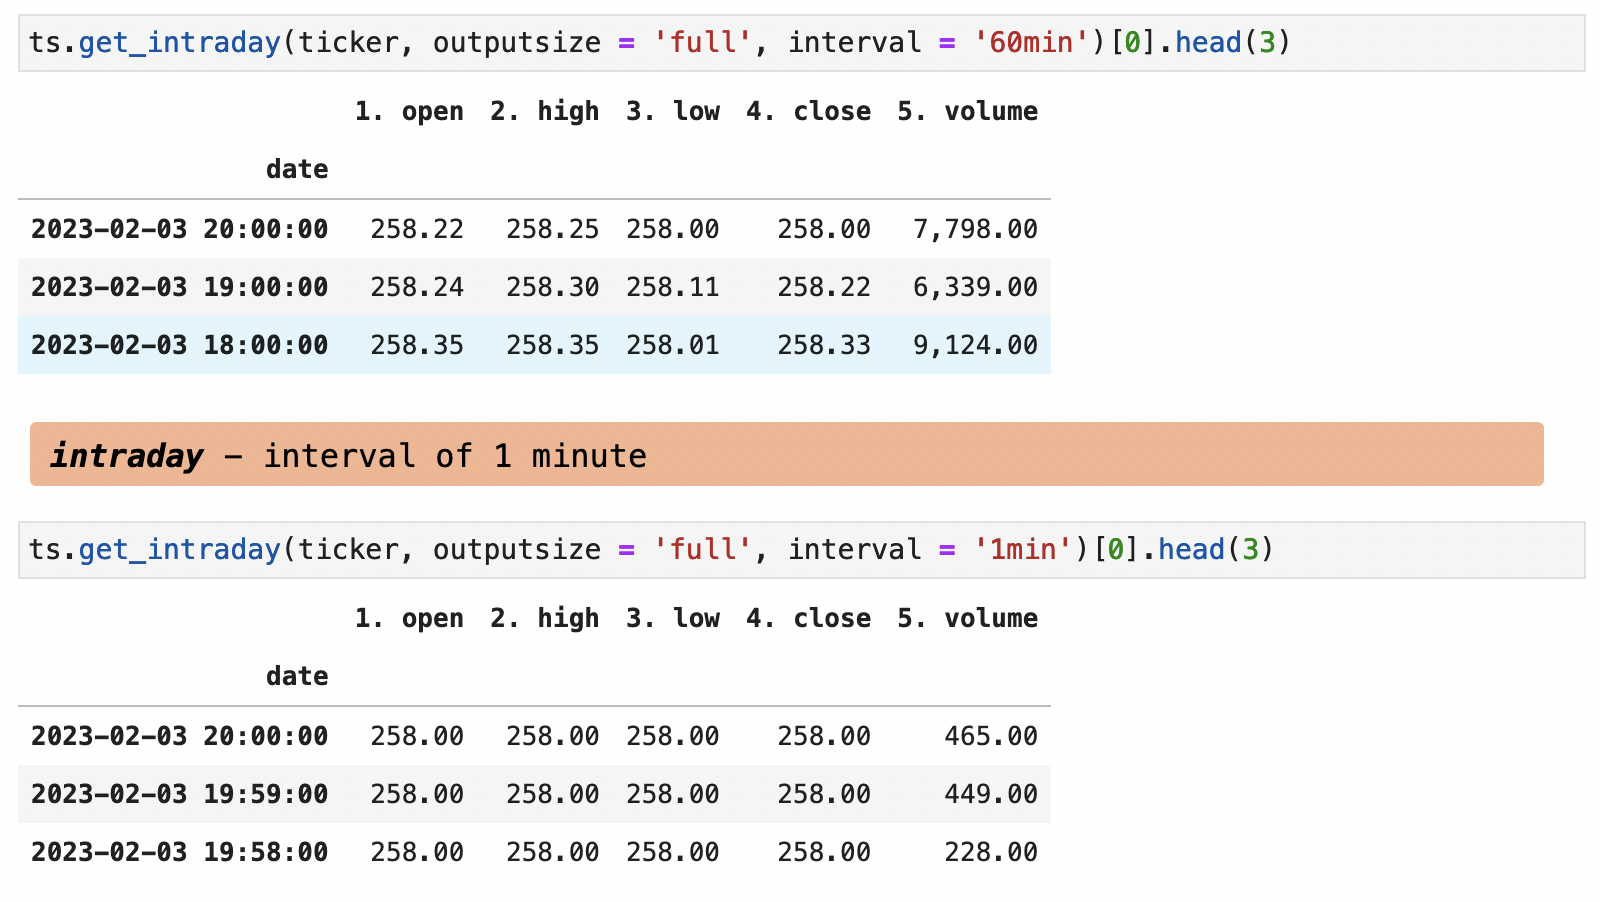 ts.get_intraday(ticker, outputsize = 'full', interval = '60min')[0].head(3)
1. open 2. high 3. low 4. close 5. volume
date
2023-02-03 20:00:00 258.22 258.25 258.00 258.00 7,798.00
2023-02-03 19:00:00 258.24 258.30 258.11 258.22 6,339.00
2023-02-03 18:00:00 258.35 258.35 258.01 258.33 9,124.00
intraday – interval of 1 minute
ts.get_intraday(ticker, outputsize = 'full', interval = '1min')[0].head(3)
1. open 2. high 3. low 4. close 5. volume
date
2023-02-03 20:00:00 258.00 258.00 258.00 258.00 465.00
2023-02-03 19:59:00 258.00 258.00 258.00 258.00 449.00
2023-02-03 19:58:00 258.00 258.00 258.00 258.00 228.00